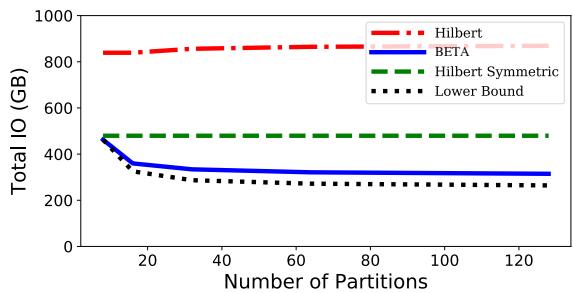 1000
800
600
400
200
0
Total IO (GB)
Hilbert
BETA
Hilbert Symmetric
Lower Bound
20
40
60
80
100
120
Number of Partitions